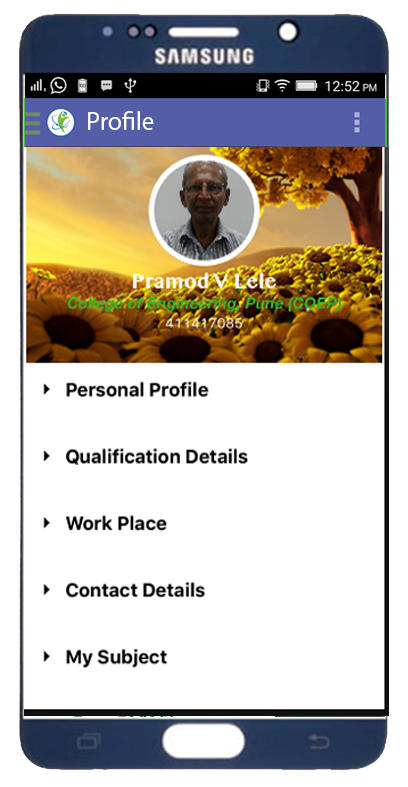 SAMSUNG
12:52 PM
Profile
Pramod V Lele
College of Engineering, Pune (COEP)
411417085
Personal Profile
Qualification Details
Work Place
Contact Details
My Subject